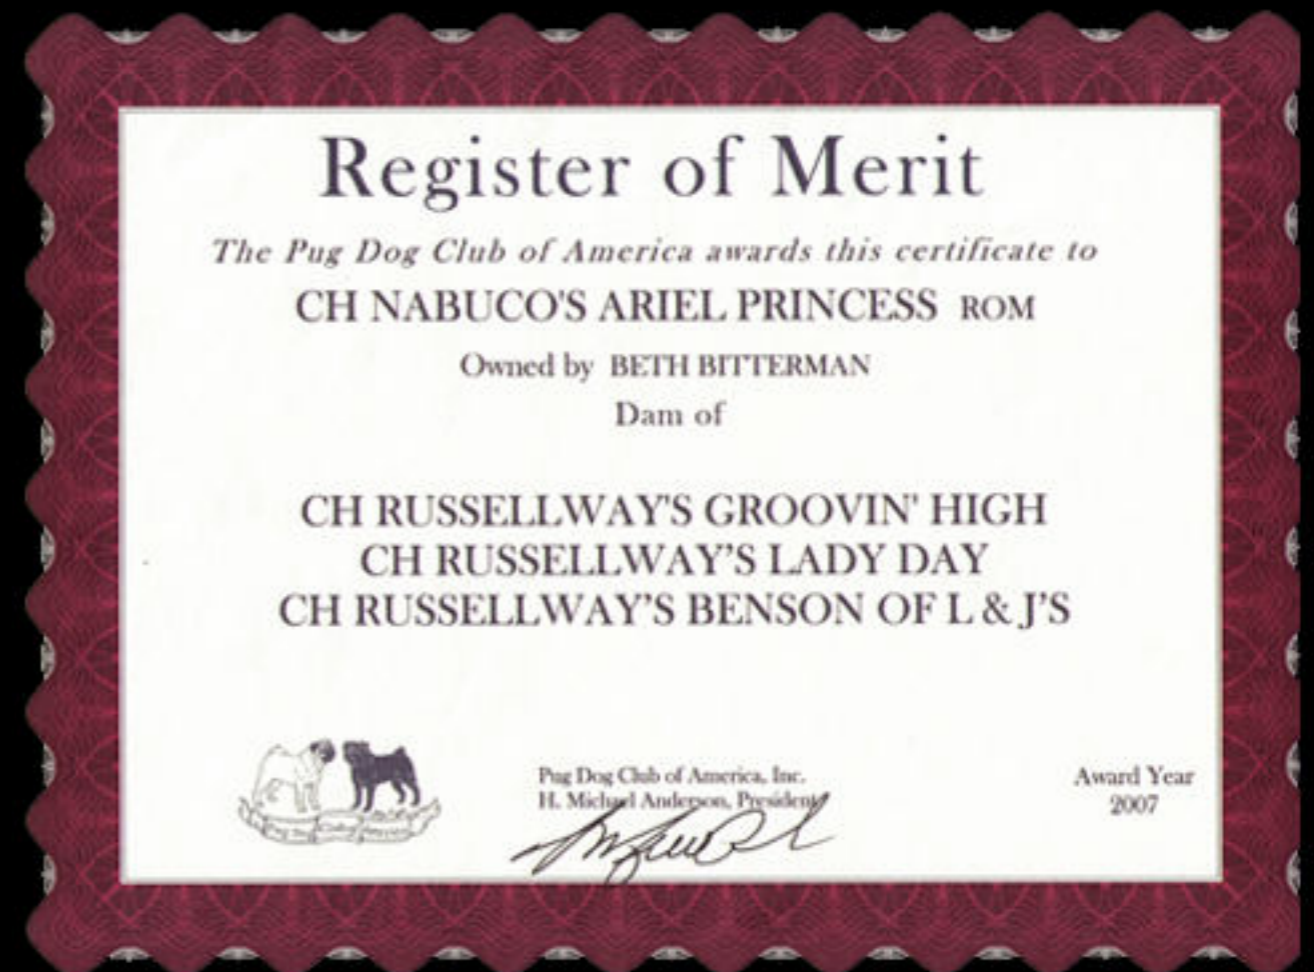 Register of Merit
The Pug Dog Club of America awards this certificate to
CH NABUCO'S ARIEL PRINCESS ROM
Owned by BETH BITTERMAN
Dam of
CH RUSSELLWAY'S GROOVIN' HIGH
CH RUSSELLWAY'S LADY DAY
CH RUSSELLWAY'S BENSON OF L & J'S
Pug Dog Club of America, Inc.
H. Michael Anderson, President
Award Year
2007